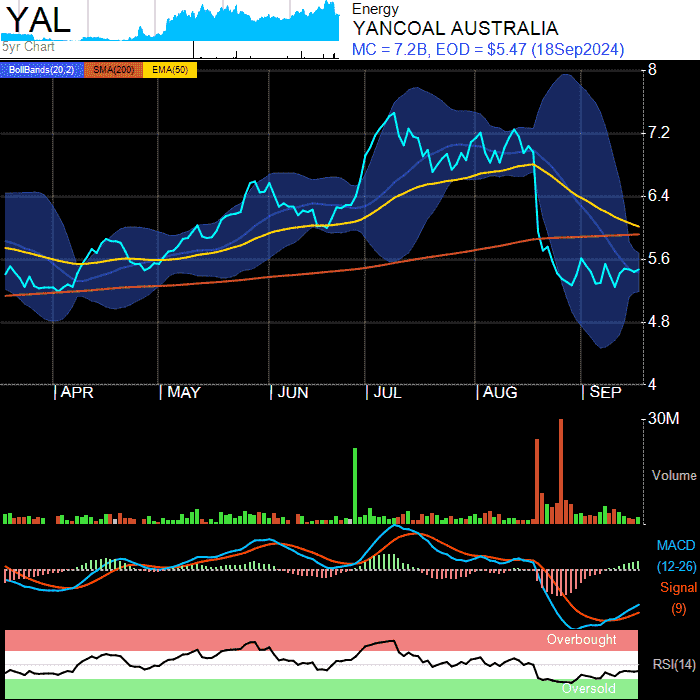 YAL
5yr Chart
Energy
YANCOAL AUSTRALIA
MC = 7.2B, EOD = $5.47 (18Sep2024)
BollBands(20,2) SMA(200) EMA(50)
8
7.2
6.4
5.6
4.8
4
APR MAY JUN JUL AUG SEP
30M
Volume
MACD
(12-26)
Signal
(9)
Overbought
RSI(14)
Oversold